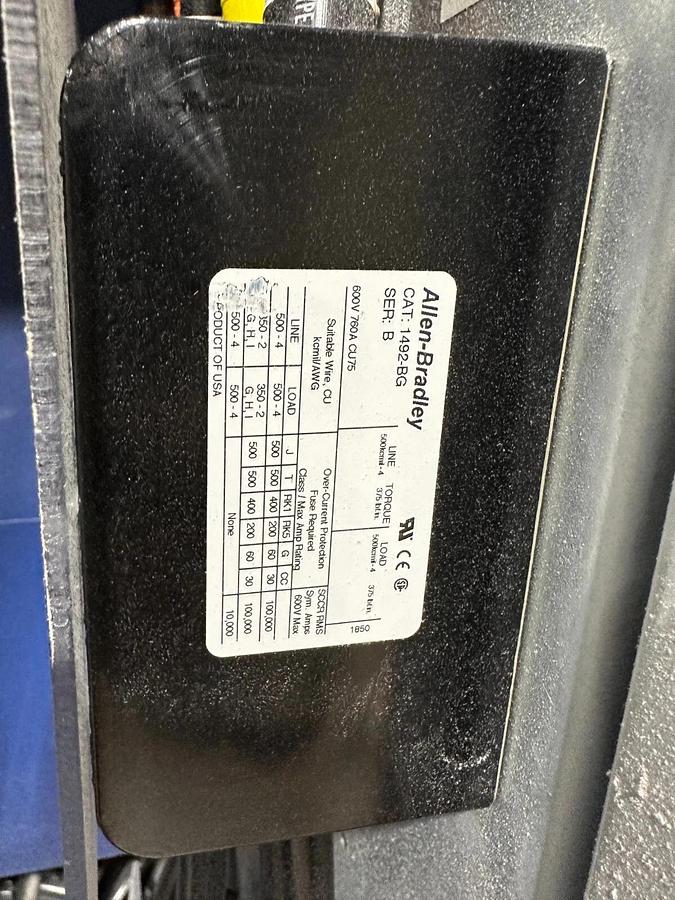 PE
Allen-Bradley
CAT: 1492-BG
SER: B
LINE TORQUE LOAD
500kcmil-4 375 lb.in. 500kcmil-4 375 lb.in.
600V 760A CU75
1850
Suitable Wire, CU
kcmil/AWG
Over-Current Protection
Fuse Required
Class / Max Amp Rating
SCCR RMS
Sym. Amps
600V Max
LINE LOAD J T RK1 RK5 G CC
500 - 4 500 - 4 500 500 400 200 60 30 100,000
350 - 2 350 - 2
G, H, I G, H, I 500 500 400 200 60 30 100,000
500 - 4 500 - 4 None 10,000
PRODUCT OF USA